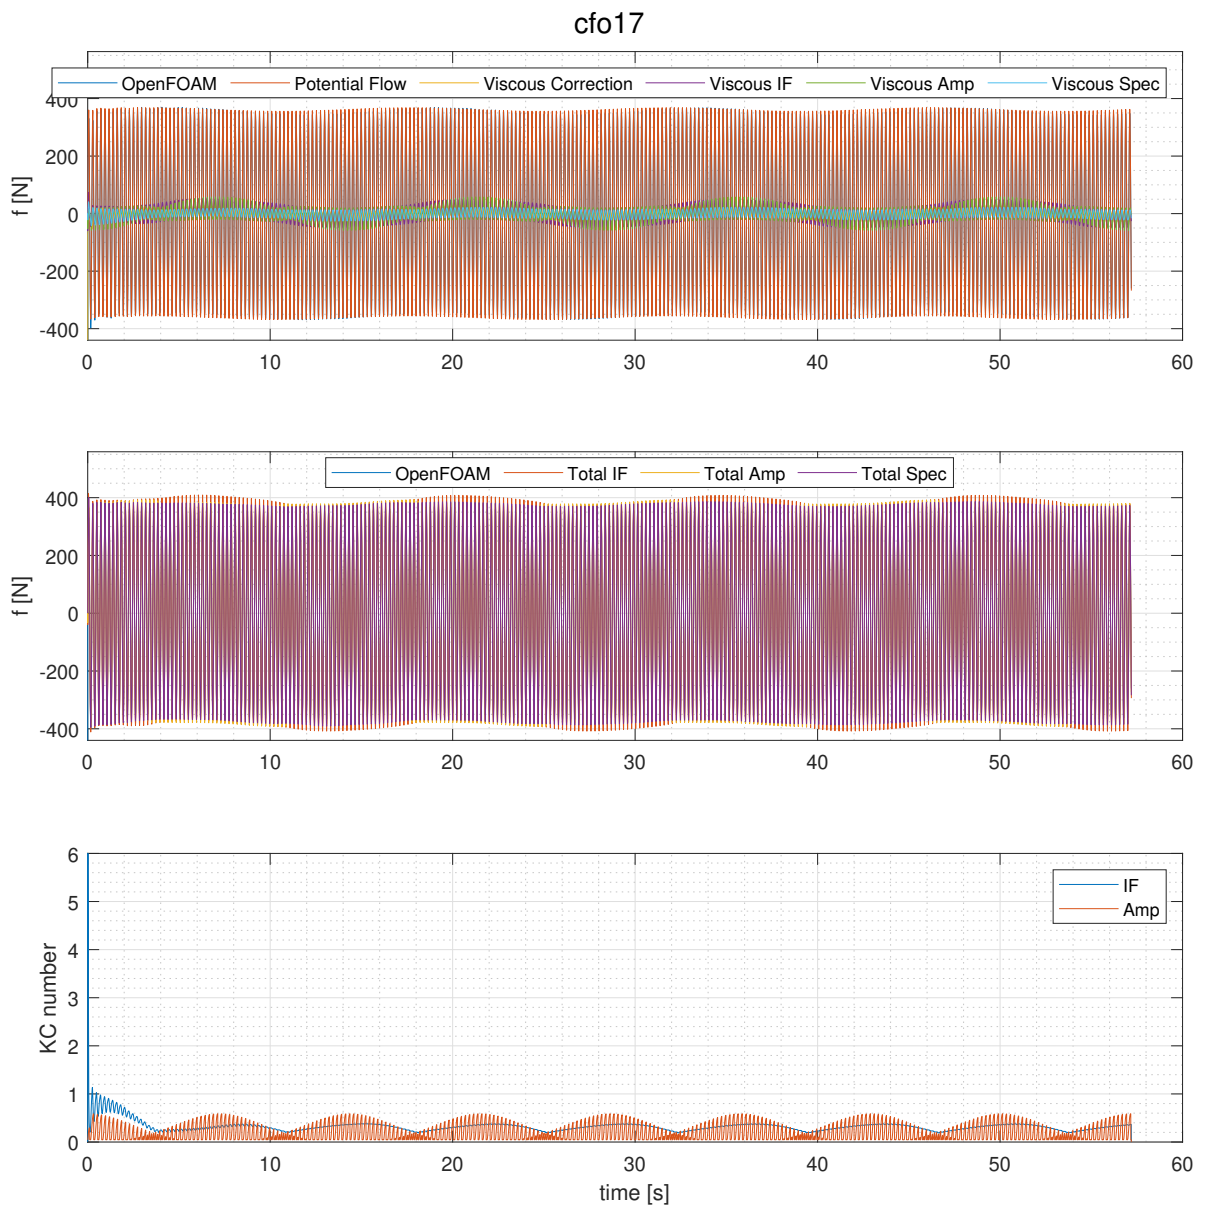 cfo17
OpenFOAM Potential Flow Viscous Correction Viscous IF Viscous Amp Viscous Spec
400
200
0
-200
-400
f [N]
0 10 20 30 40 50 60
OpenFOAM Total IF Total Amp Total Spec
400
200
0
-200
-400
f [N]
0 10 20 30 40 50 60
6
5
4
3
2
1
0
KC number
IF
Amp
0 10 20 30 40 50 60
time [s]